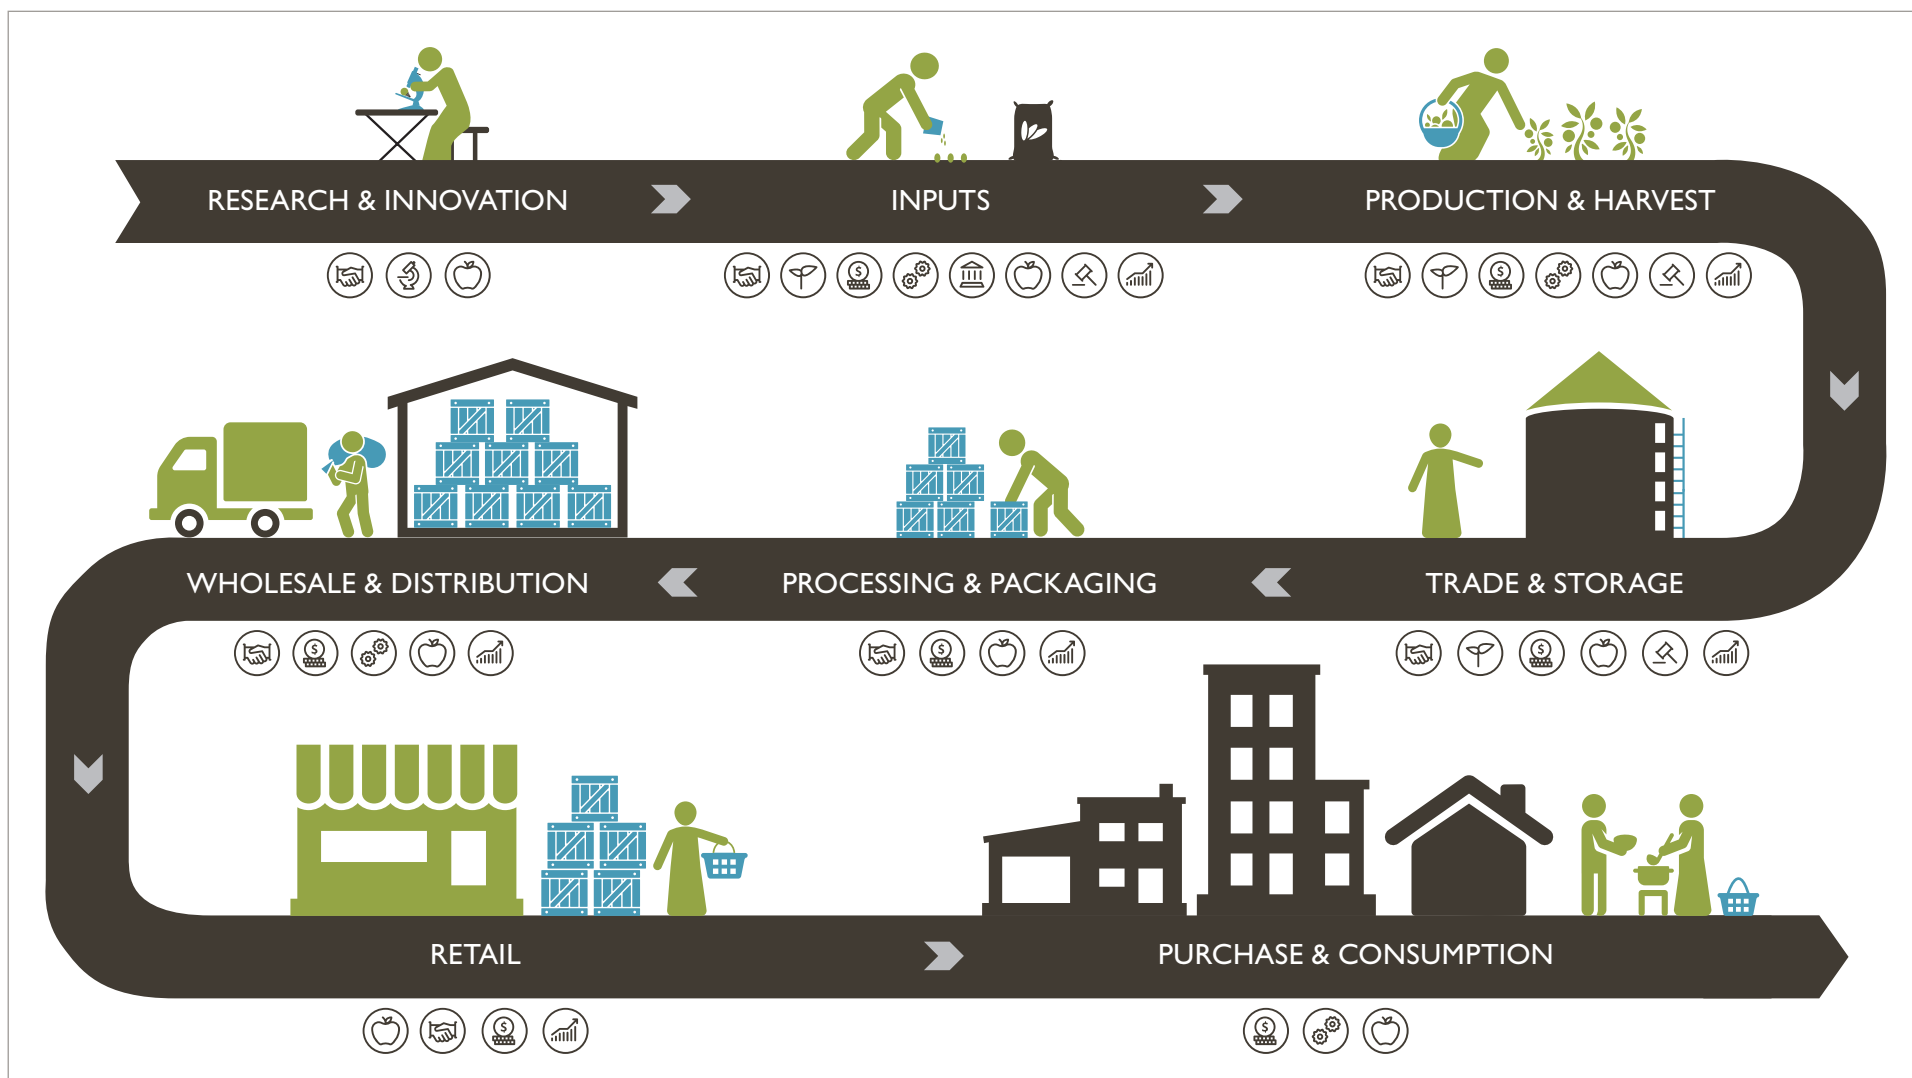 RESEARCH & INNOVATION
INPUTS
PRODUCTION & HARVEST
WHOLESALE & DISTRIBUTION
PROCESSING & PACKAGING
TRADE & STORAGE
RETAIL
PURCHASE & CONSUMPTION